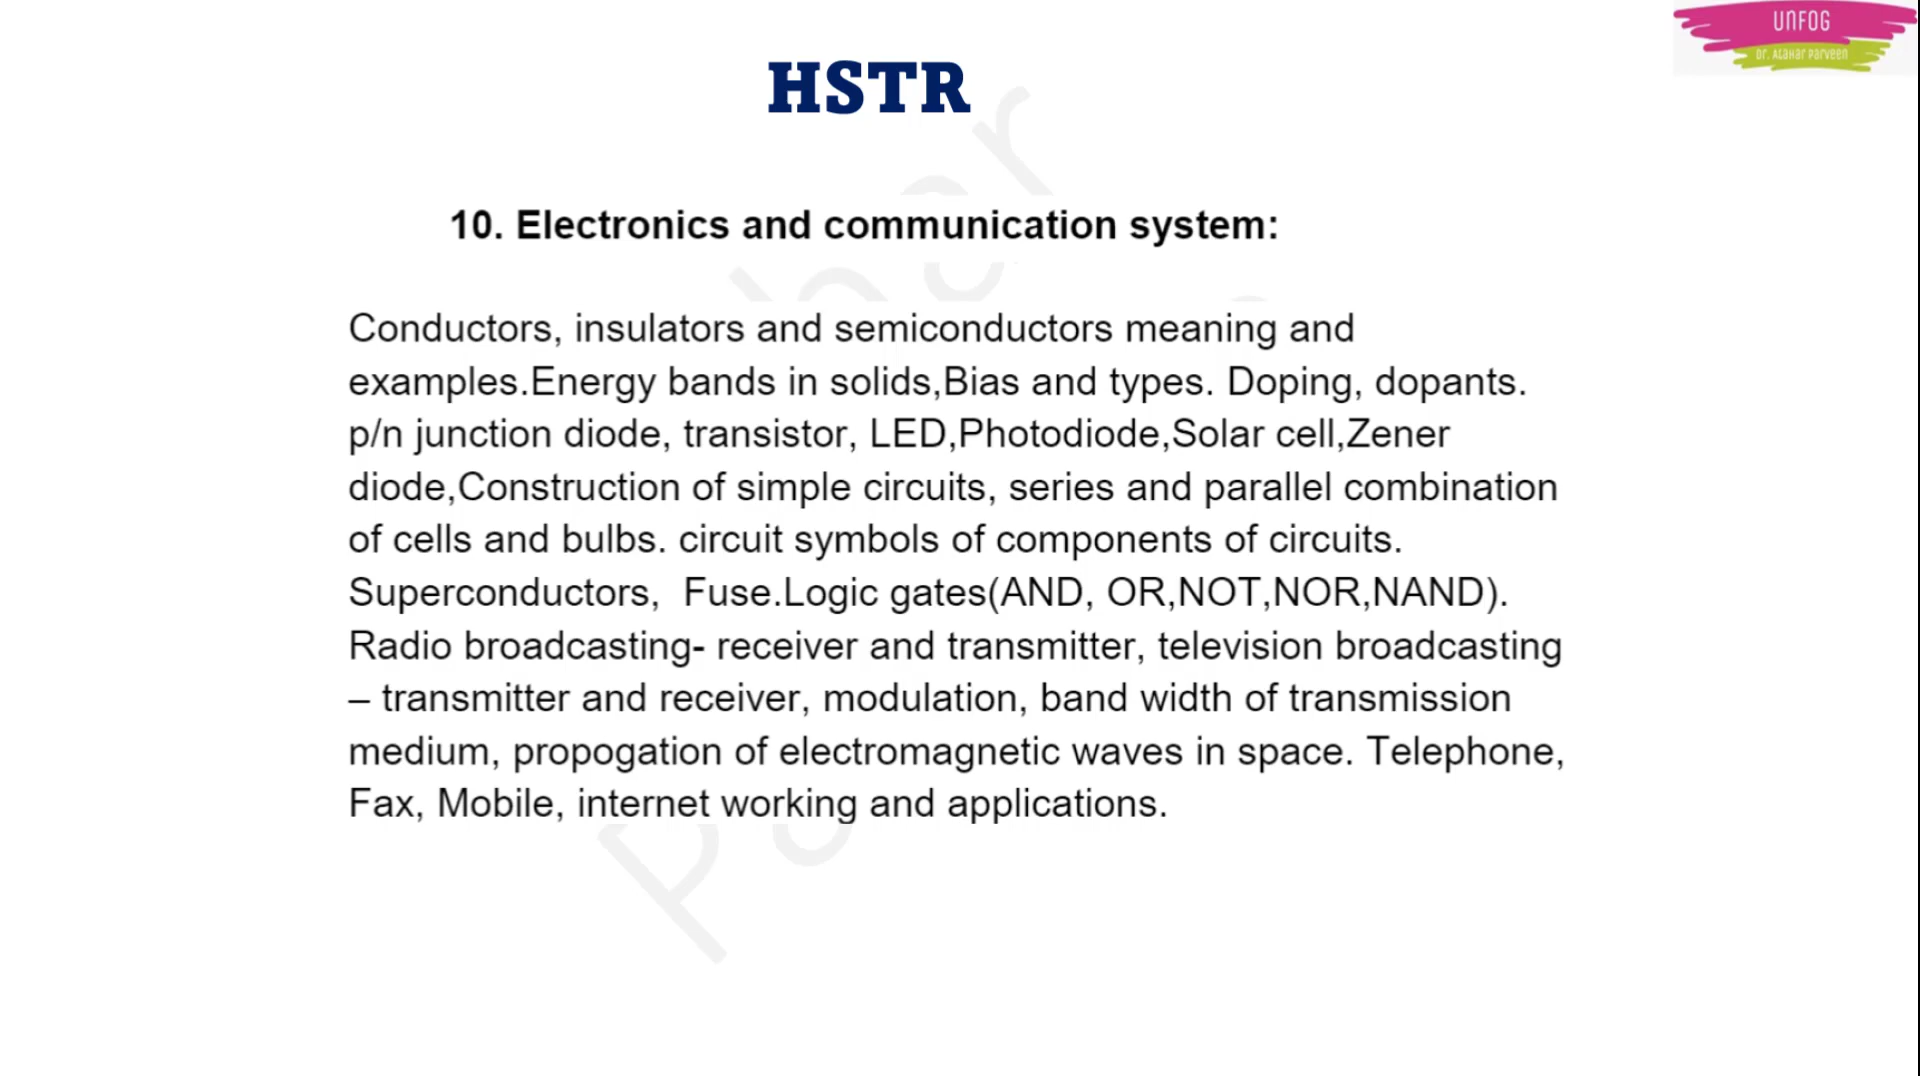 UNFOG
Dr. Atahar Parveen
HSTR
10. Electronics and communication system:
Conductors, insulators and semiconductors meaning and
examples.Energy bands in solids,Bias and types. Doping, dopants.
p/n junction diode, transistor, LED,Photodiode,Solar cell,Zener
diode,Construction of simple circuits, series and parallel combination
of cells and bulbs. circuit symbols of components of circuits.
Superconductors,  Fuse.Logic gates(AND, OR,NOT,NOR,NAND).
Radio broadcasting- receiver and transmitter, television broadcasting
– transmitter and receiver, modulation, band width of transmission
medium, propogation of electromagnetic waves in space. Telephone,
Fax, Mobile, internet working and applications.